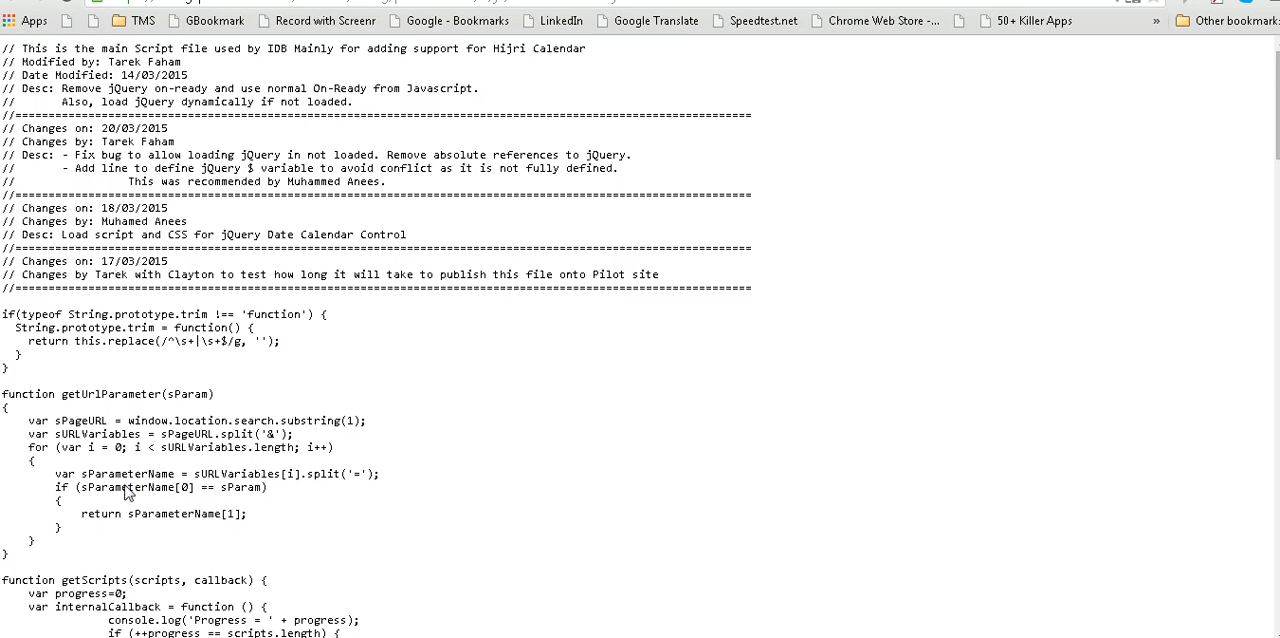 Apps TMS GBookmark Record with Screenr Google - Bookmarks LinkedIn Google Translate Speedtest.net Chrome Web Store -... 50+ Killer Apps » Other bookmark
// This is the main Script file used by IDB Mainly for adding support for Hijri Calendar
// Modified by: Tarek Faham
// Date Modified: 14/03/2015
// Desc: Remove jQuery on-ready and use normal On-Ready from Javascript.
//       Also, load jQuery dynamically if not loaded.
//===============================================================================================================
// Changes on: 20/03/2015
// Changes by: Tarek Faham
// Desc: - Fix bug to allow loading jQuery in not loaded. Remove absolute references to jQuery.
//       - Add line to define jQuery $ variable to avoid conflict as it is not fully defined.
//                 This was recommended by Muhammed Anees.
//===============================================================================================================
// Changes on: 18/03/2015
// Changes by: Muhamed Anees
// Desc: Load script and CSS for jQuery Date Calendar Control
//===============================================================================================================
// Changes on: 17/03/2015
// Changes by Tarek with Clayton to test how long it will take to publish this file onto Pilot site
//===============================================================================================================
if(typeof String.prototype.trim !== 'function') {
  String.prototype.trim = function() {
    return this.replace(/^\s+|\s+$/g, '');
  }
}
function getUrlParameter(sParam)
{
    var sPageURL = window.location.search.substring(1);
    var sURLVariables = sPageURL.split('&');
    for (var i = 0; i < sURLVariables.length; i++)
    {
        var sParameterName = sURLVariables[i].split('=');
        if (sParameterName[0] == sParam)
        {
            return sParameterName[1];
        }
    }
}
function getScripts(scripts, callback) {
    var progress=0;
    var internalCallback = function () {
                console.log('Progress = ' + progress);
                if (++progress == scripts.length) {